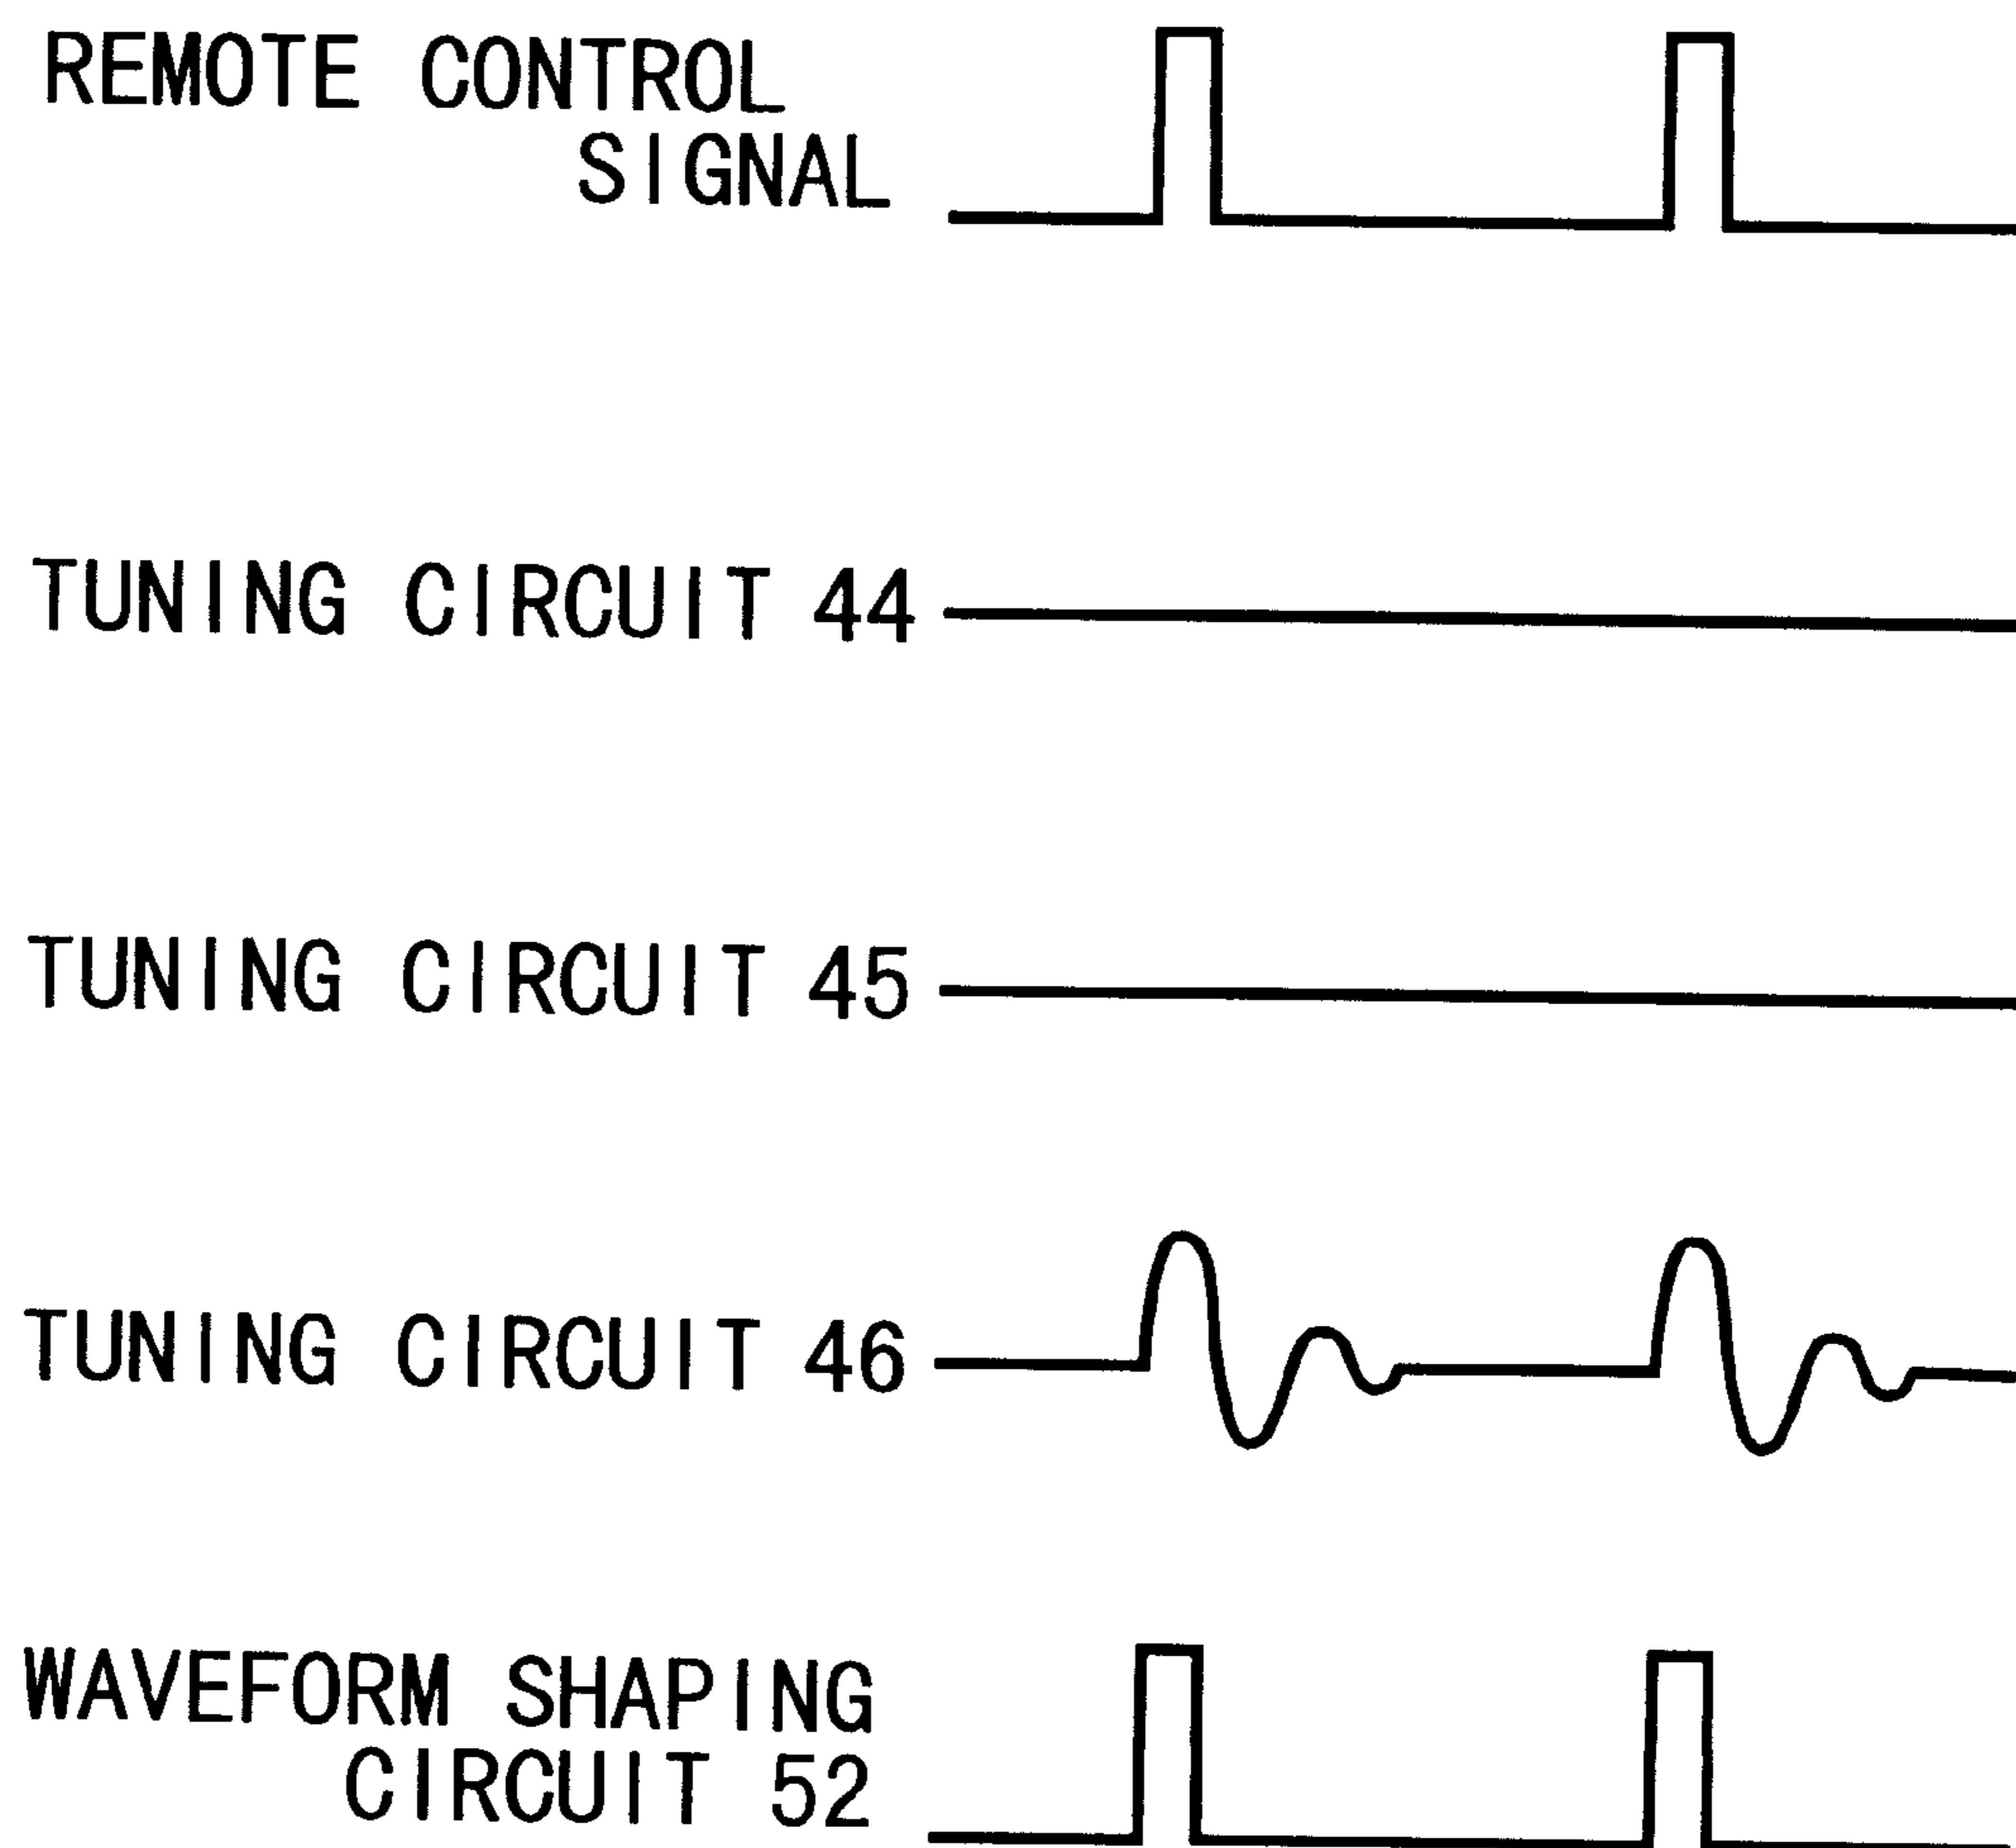 REMOTE CONTROL
SIGNAL
TUNING CIRCUIT 44
TUNING CIRCUIT 45
TUNING CIRCUIT 46
WAVEFORM SHAPING
CIRCUIT 52